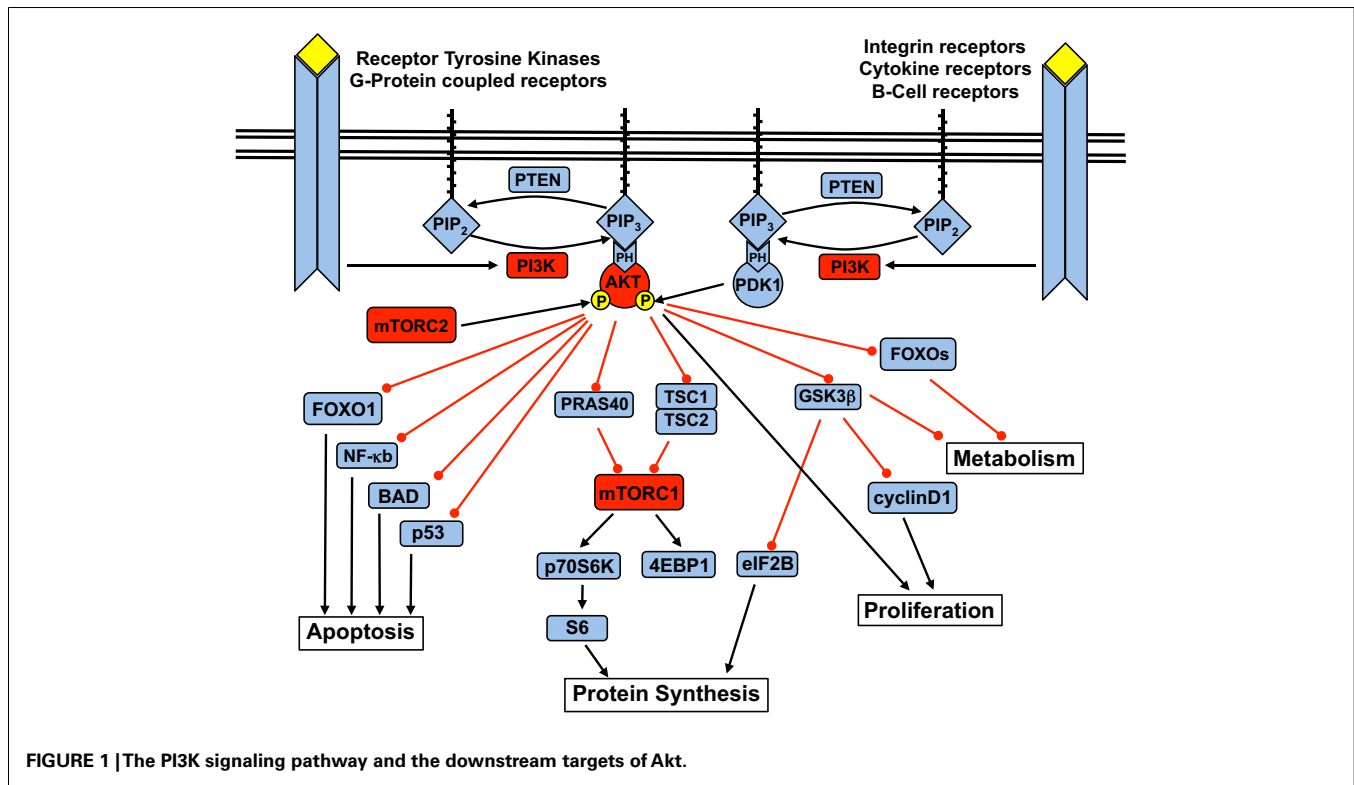 Receptor Tyrosine Kinases
G-Protein coupled receptors
Integrin receptors
Cytokine receptors
B-Cell receptors
PTEN
PTEN
PIP2
PIP3
PIP3
PIP2
PH
PH
PI3K
AKT
PDK1
PI3K
P
P
mTORC2
FOXOs
FOXO1
PRAS40
TSC1
TSC2
GSK3β
NF-κb
Metabolism
BAD
mTORC1
cyclinD1
p53
p70S6K
4EBP1
eIF2B
Proliferation
Apoptosis
S6
Protein Synthesis
FIGURE 1 | The PI3K signaling pathway and the downstream targets of Akt.